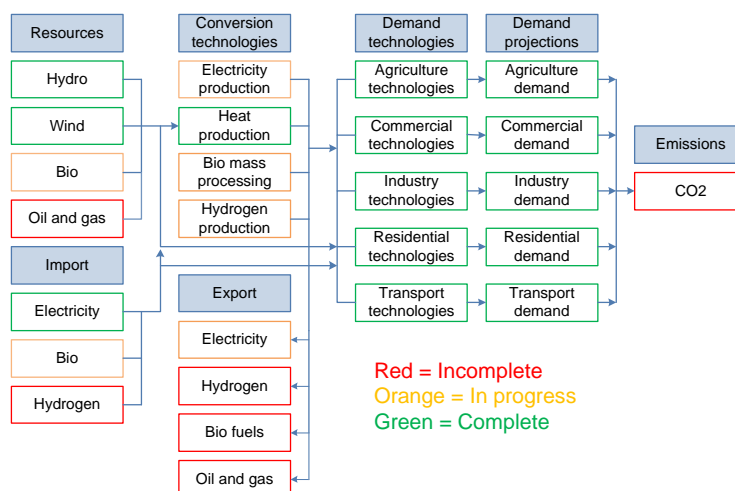 Resources
Hydro
Wind
Bio
Oil and gas
Import
Electricity
Bio
Hydrogen
Conversion
technologies
Electricity
production
Heat
production
Bio mass
processing
Hydrogen
production
Export
Electricity
Hydrogen
Bio fuels
Oil and gas
Demand
technologies
Agriculture
technologies
Commercial
technologies
Industry
technologies
Residential
technologies
Transport
technologies
Demand
projections
Agriculture
demand
Commercial
demand
Industry
demand
Residential
demand
Transport
demand
Emissions
CO2
Red = Incomplete
Orange = In progress
Green = Complete